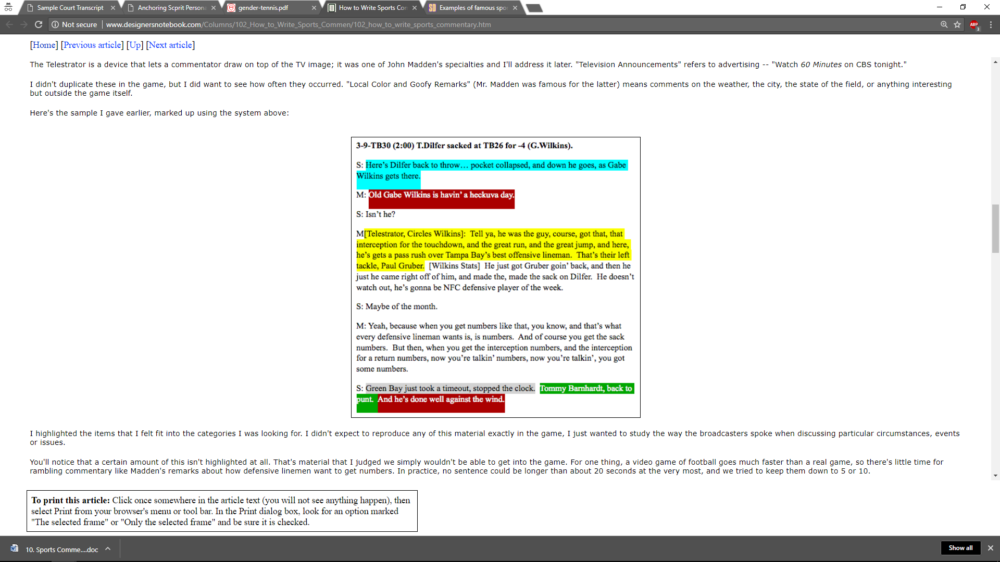 Sample Court Transcript
Anchoring Scprit Persona
gender-tennis.pdf
How to Write Sports Con
SD Examples of famous spo
Not secure | www.designersnotebook.com/Columns/102_How_to_Write_Sports_Commen/102_how_to_write_sports_commentary.htm
ABP 3
[Home] [Previous article] [Up] [Next article]
The Telestrator is a device that lets a commentator draw on top of the TV image; it was one of John Madden's specialties and I'll address it later. "Television Announcements" refers to advertising -- "Watch 60 Minutes on CBS tonight."
I didn't duplicate these in the game, but I did want to see how often they occurred. "Local Color and Goofy Remarks" (Mr. Madden was famous for the latter) means comments on the weather, the city, the state of the field, or anything interesting
but outside the game itself.
Here's the sample I gave earlier, marked up using the system above:
3-9-TB30 (2:00) T.Dilfer sacked at TB26 for -4 (G.Wilkins).
S: Here's Dilfer back to throw… pocket collapsed, and down he goes, as Gabe
Wilkins gets there.
M: Old Gabe Wilkins is havin' a heckuva day.
S: Isn't he?
M[Telestrator, Circles Wilkins]: Tell ya, he was the guy, course, got that, that
interception for the touchdown, and the great run, and the great jump, and here,
he's gets a pass rush over Tampa Bay's best offensive lineman. That's their left
tackle, Paul Gruber. [Wilkins Stats] He just got Gruber goin' back, and then he
just he came right off of him, and made the, made the sack on Dilfer. He doesn't
watch out, he's gonna be NFC defensive player of the week.
S: Maybe of the month.
M: Yeah, because when you get numbers like that, you know, and that's what
every defensive lineman wants is, is numbers. And of course you get the sack
numbers. But then, when you get the interception numbers, and the interception
for a return numbers, now you're talkin' numbers, now you're talkin', you got
some numbers.
S: Green Bay just took a timeout, stopped the clock. Tommy Barnhardt, back to
punt. And he's done well against the wind.
I highlighted the items that I felt fit into the categories I was looking for. I didn't expect to reproduce any of this material exactly in the game, I just wanted to study the way the broadcasters spoke when discussing particular circumstances, events
or issues.
You'll notice that a certain amount of this isn't highlighted at all. That's material that I judged we simply wouldn't be able to get into the game. For one thing, a video game of football goes much faster than a real game, so there's little time for
rambling commentary like Madden's remarks about how defensive linemen want to get numbers. In practice, no sentence could be longer than about 20 seconds at the very most, and we tried to keep them down to 5 or 10.
To print this article: Click once somewhere in the article text (you will not see anything happen), then
select Print from your browser's menu or tool bar. In the Print dialog box, look for an option marked
"The selected frame" or "Only the selected frame" and be sure it is checked.
10. Sports Comme....doc
Show all